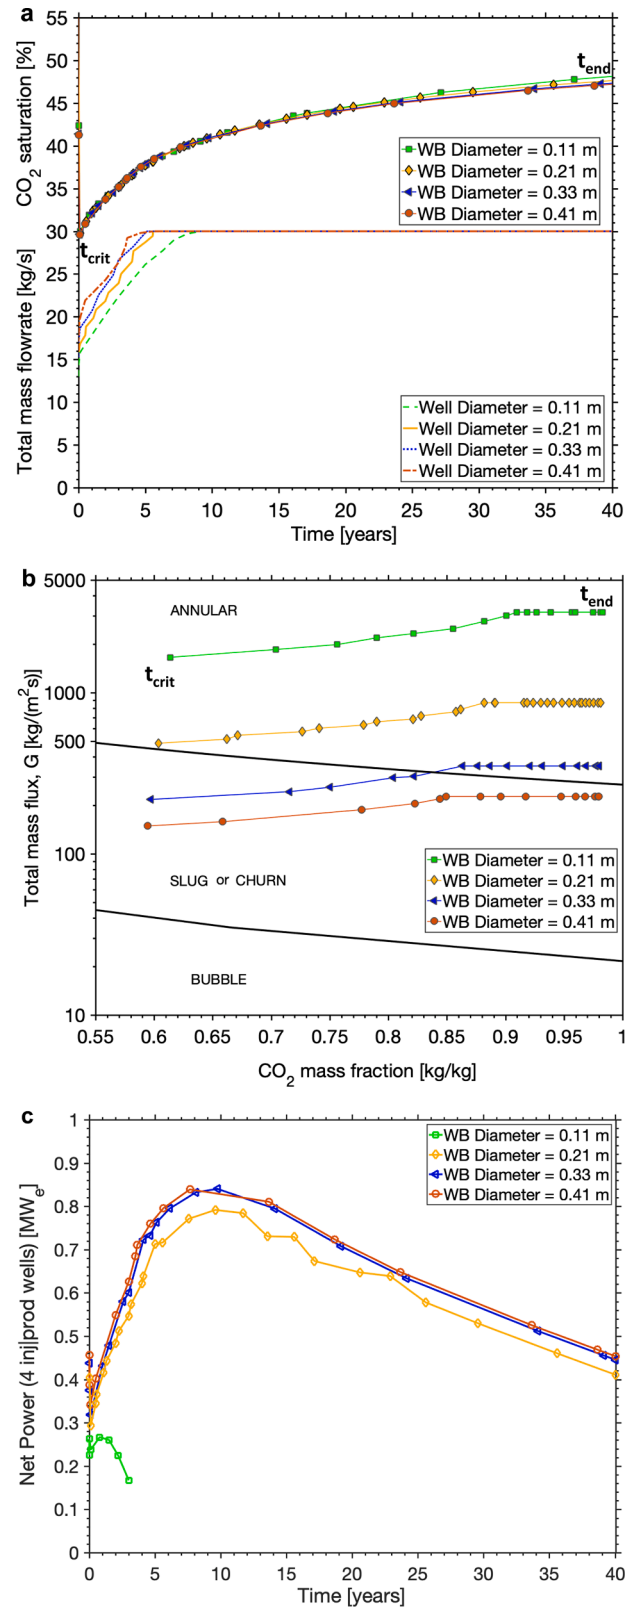 a
CO2 saturation [%]
Total mass flowrate [kg/s]
55
50
45
40
35
30
25
20
15
10
5
0
tend
tcrit
WB Diameter = 0.11 m
WB Diameter = 0.21 m
WB Diameter = 0.33 m
WB Diameter = 0.41 m
Well Diameter = 0.11 m
Well Diameter = 0.21 m
Well Diameter = 0.33 m
Well Diameter = 0.41 m
0 5 10 15 20 25 30 35 40
Time [years]
b
Total mass flux, G [kg/(m2s)]
5000
1000
500
100
10
ANNULAR
tend
tcrit
SLUG or CHURN
BUBBLE
WB Diameter = 0.11 m
WB Diameter = 0.21 m
WB Diameter = 0.33 m
WB Diameter = 0.41 m
0.55 0.6 0.65 0.7 0.75 0.8 0.85 0.9 0.95 1
CO2 mass fraction [kg/kg]
c
Net Power (4 inj|prod wells) [MWe]
1
0.9
0.8
0.7
0.6
0.5
0.4
0.3
0.2
0.1
0
WB Diameter = 0.11 m
WB Diameter = 0.21 m
WB Diameter = 0.33 m
WB Diameter = 0.41 m
0 5 10 15 20 25 30 35 40
Time [years]